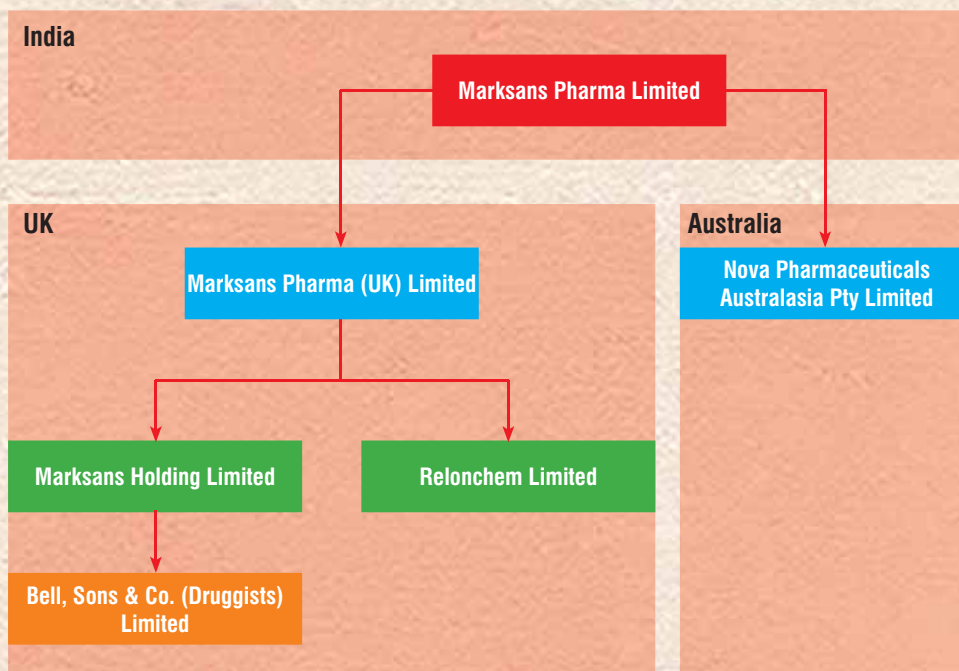 India
Marksans Pharma Limited
UK
Australia
Marksans Pharma (UK) Limited
Nova Pharmaceuticals
Australasia Pty Limited
Marksans Holding Limited
Relonchem Limited
Bell, Sons & Co. (Druggists)
Limited